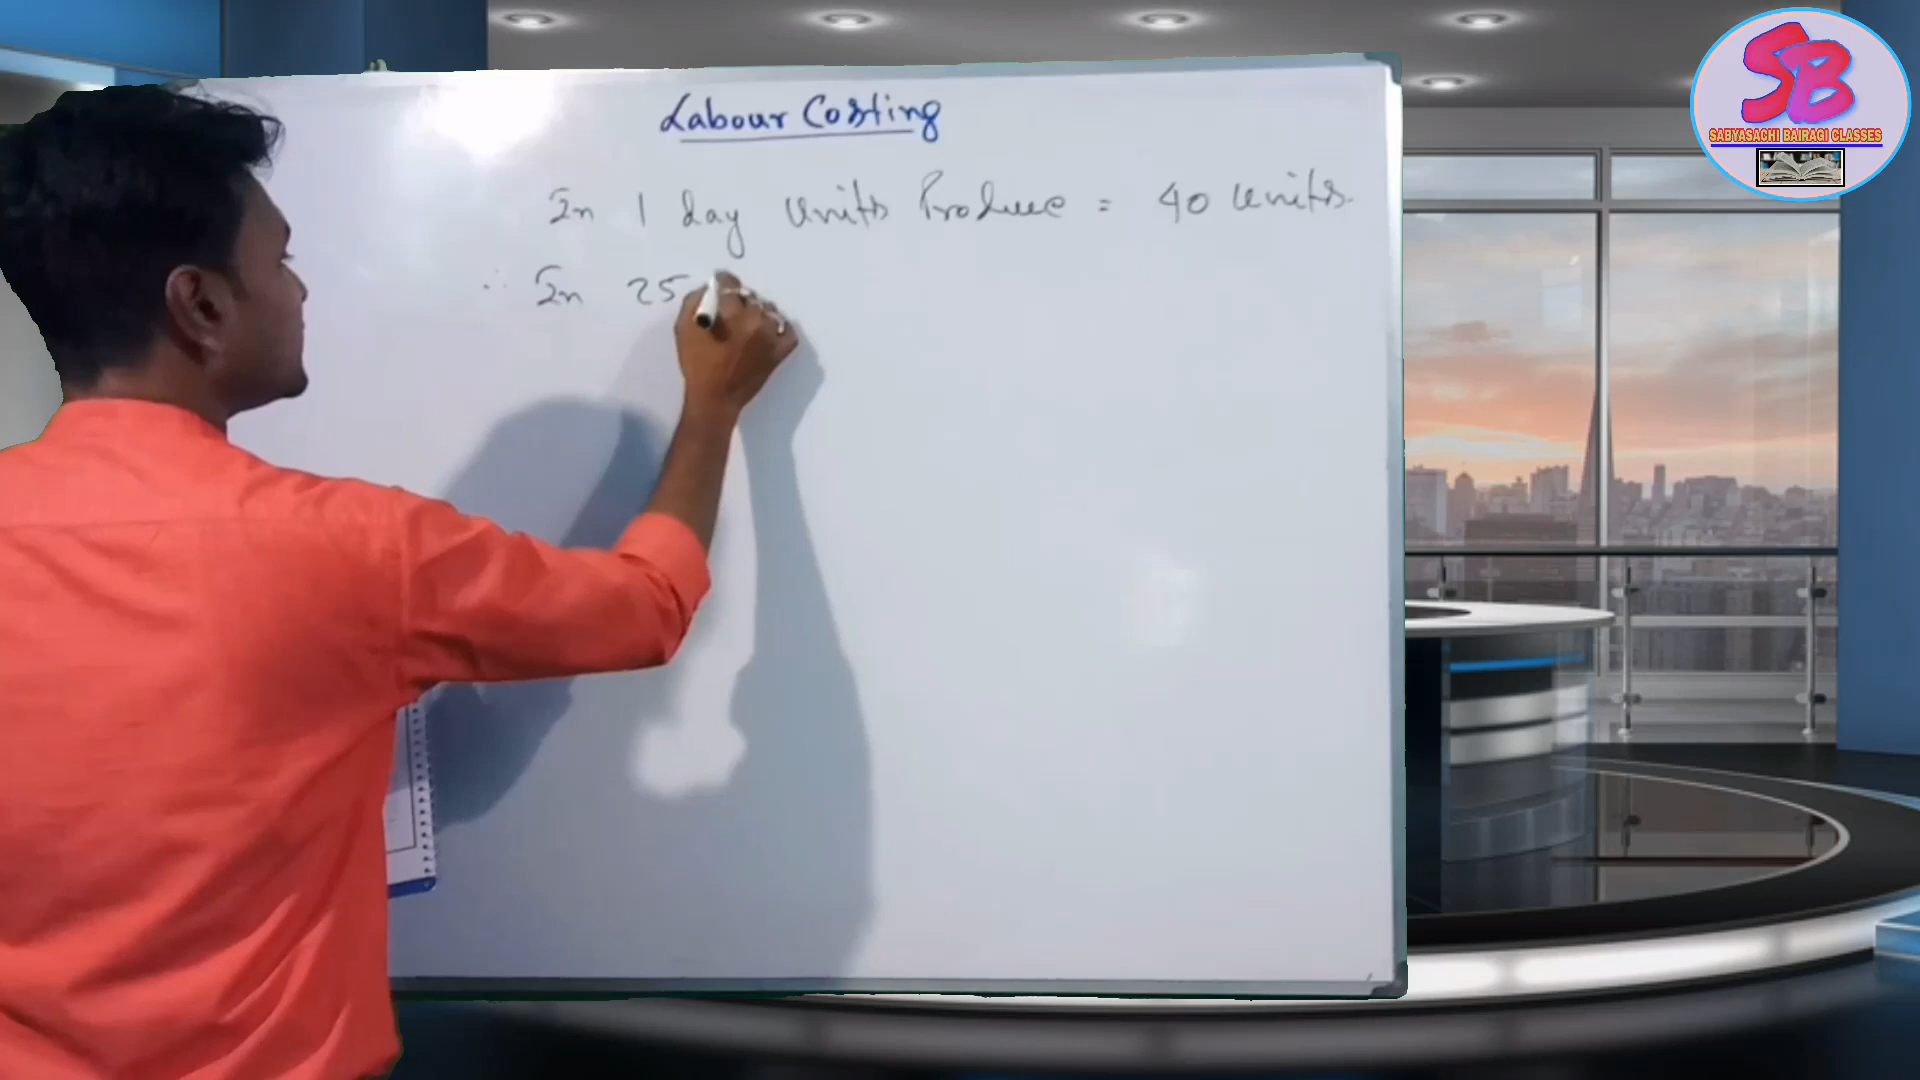 Labour Costing
In 1 day units Produce = 40 units.
∴ In 25
SB
SABYASACHI BAIRAGI CLASSES